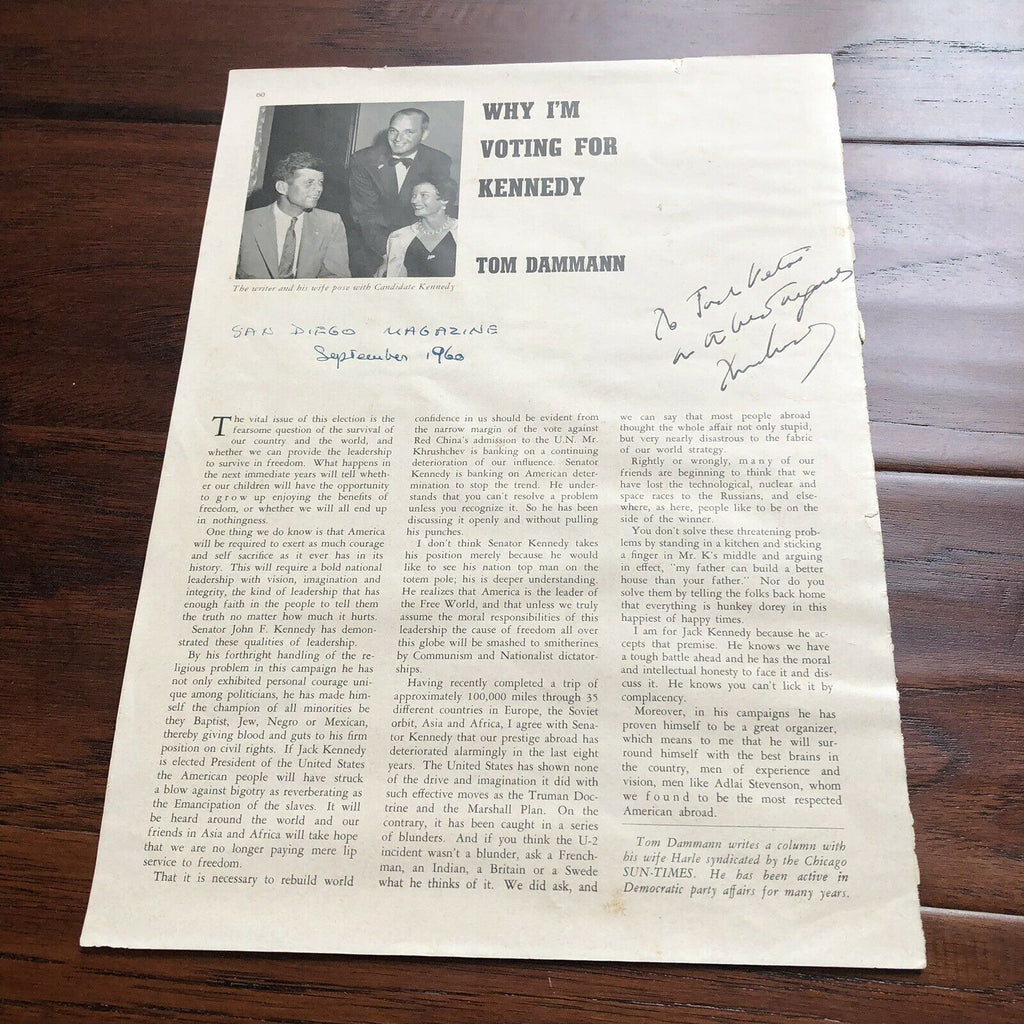 60
WHY I'M
VOTING FOR
KENNEDY
TOM DAMMANN
The writer and his wife pose with Candidate Kennedy
SAN DIEGO MAGAZINE
September 1960
To
The vital issue of this election is the
fearsome question of the survival of
our country and the world, and
whether we can provide the leadership
to survive in freedom. What happens in
the next immediate years will tell wheth-
er our children will have the opportunity
to grow up enjoying the benefits of
freedom, or whether we will all end up
in nothingness.
One thing we do know is that America
will be required to exert as much courage
and self sacrifice as it ever has in its
history. This will require a bold national
leadership with vision, imagination and
integrity, the kind of leadership that has
enough faith in the people to tell them
the truth no matter how much it hurts.
Senator John F. Kennedy has demon-
strated these qualities of leadership.
By his forthright handling of the re-
ligious problem in this campaign he has
not only exhibited personal courage uni-
que among politicians, he has made him-
self the champion of all minorities be
they Baptist, Jew, Negro or Mexican,
thereby giving blood and guts to his firm
position on civil rights. If Jack Kennedy
is elected President of the United States
the American people will have struck
a blow against bigotry as reverberating as
the Emancipation of the slaves. It will
be heard around the world and our
friends in Asia and Africa will take hope
that we are no longer paying mere lip
service to freedom.
That it is necessary to rebuild world
confidence in us should be evident from
the narrow margin of the vote against
Red China's admission to the U.N. Mr.
Khrushchev is banking on a continuing
deterioration of our influence. Senator
Kennedy is banking on American deter-
mination to stop the trend. He under-
stands that you can't resolve a problem
unless you recognize it. So he has been
discussing it openly and without pulling
his punches.
I don't think Senator Kennedy takes
his position merely because he would
like to see his nation top man on the
totem pole; his is deeper understanding.
He realizes that America is the leader of
the Free World, and that unless we truly
assume the moral responsibilities of this
leadership the cause of freedom all over
this globe will be smashed to smitherines
by Communism and Nationalist dictator-
ships.
Having recently completed a trip of
approximately 100,000 miles through 35
different countries in Europe, the Soviet
orbit, Asia and Africa, I agree with Sena-
tor Kennedy that our prestige abroad has
deteriorated alarmingly in the last eight
years. The United States has shown none
of the drive and imagination it did with
such effective moves as the Truman Doc-
trine and the Marshall Plan. On the
contrary, it has been caught in a series
of blunders. And if you think the U-2
incident wasn't a blunder, ask a French-
man, an Indian, a Britain or a Swede
what he thinks of it. We did ask, and
we can say that most people abroad
thought the whole affair not only stupid,
but very nearly disastrous to the fabric
of our world strategy.
Rightly or wrongly, many of our
friends are beginning to think that we
have lost the technological, nuclear and
space races to the Russians, and else-
where, as here, people like to be on the
side of the winner.
You don't solve these threatening prob-
lems by standing in a kitchen and sticking
a finger in Mr. K's middle and arguing
in effect, "my father can build a better
house than your father." Nor do you
solve them by telling the folks back home
that everything is hunkey dorey in this
happiest of happy times.
I am for Jack Kennedy because he ac-
cepts that premise. He knows we have
a tough battle ahead and he has the moral
and intellectual honesty to face it and dis-
cuss it. He knows you can't lick it by
complacency.
Moreover, in his campaigns he has
proven himself to be a great organizer,
which means to me that he will sur-
round himself with the best brains in
the country, men of experience and
vision, men like Adlai Stevenson, whom
we found to be the most respected
American abroad.
Tom Dammann writes a column with
his wife Harle syndicated by the Chicago
SUN-TIMES. He has been active in
Democratic party affairs for many years.